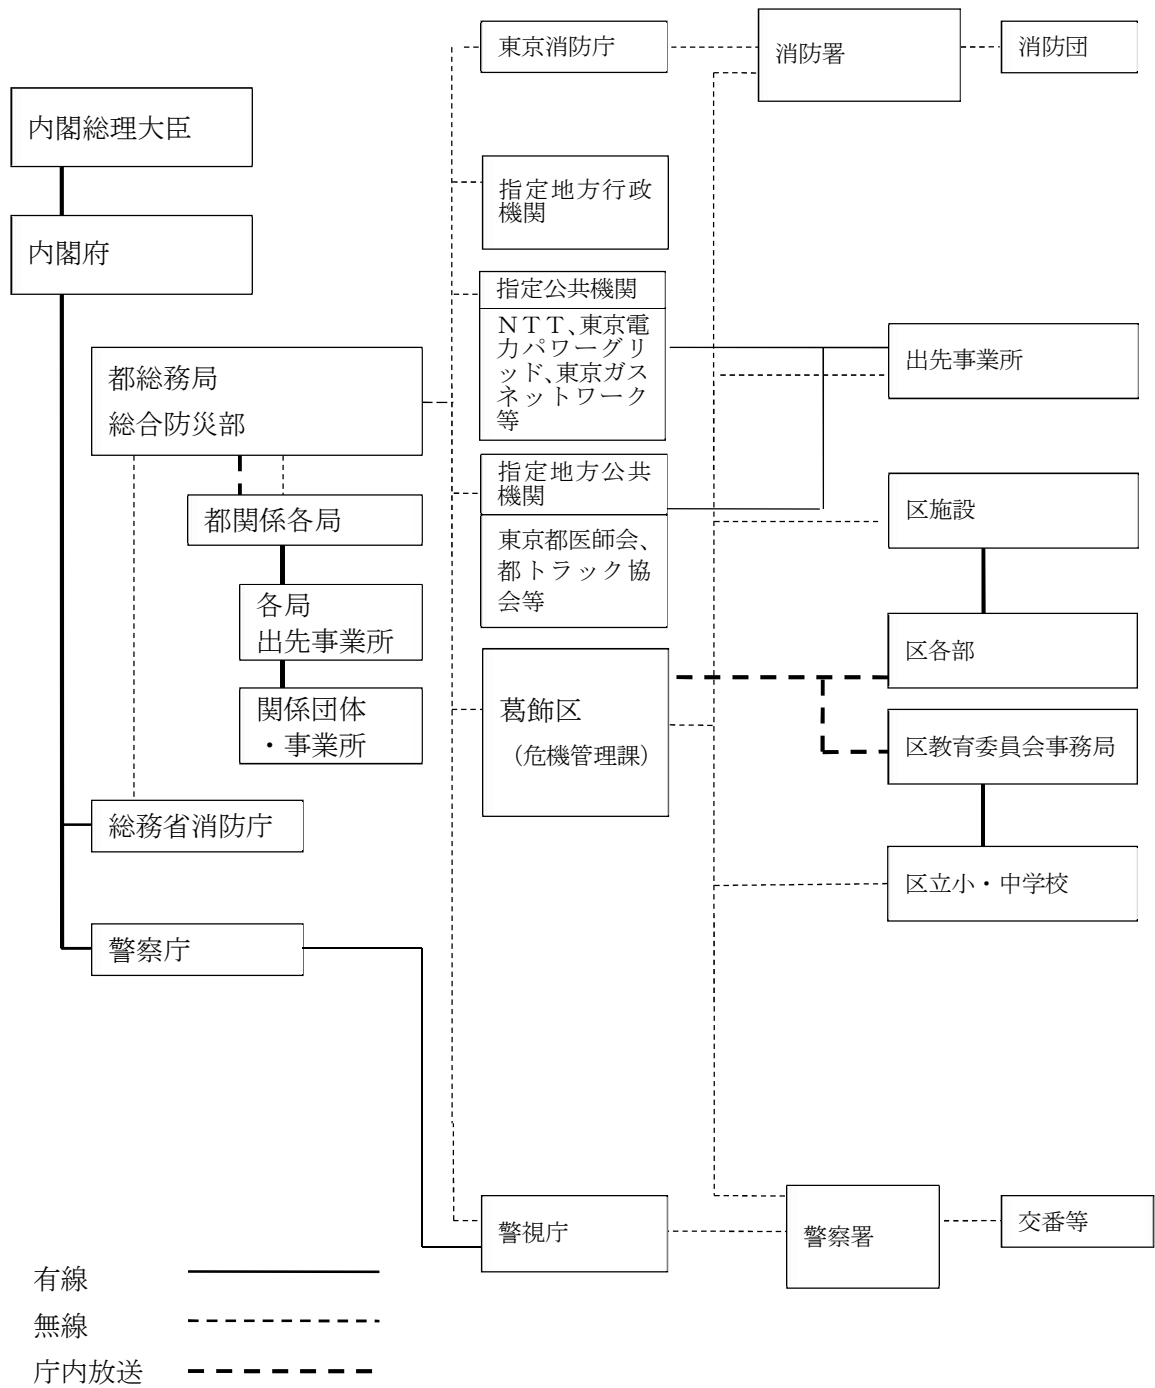 東京消防庁
消防署
消防団
内閣総理大臣
内閣府
指定地方行政
機関
指定公共機関
ＮＴＴ、東京電
力パワーグリ
ッド、東京ガス
ネットワーク
等
出先事業所
都総務局
総合防災部
指定地方公共
機関
東京都医師会、
都トラック協
会等
区施設
都関係各局
各局
出先事業所
関係団体
・事業所
葛飾区
（危機管理課）
区各部
区教育委員会事務局
総務省消防庁
区立小・中学校
警察庁
警視庁
警察署
交番等
有線
無線
庁内放送